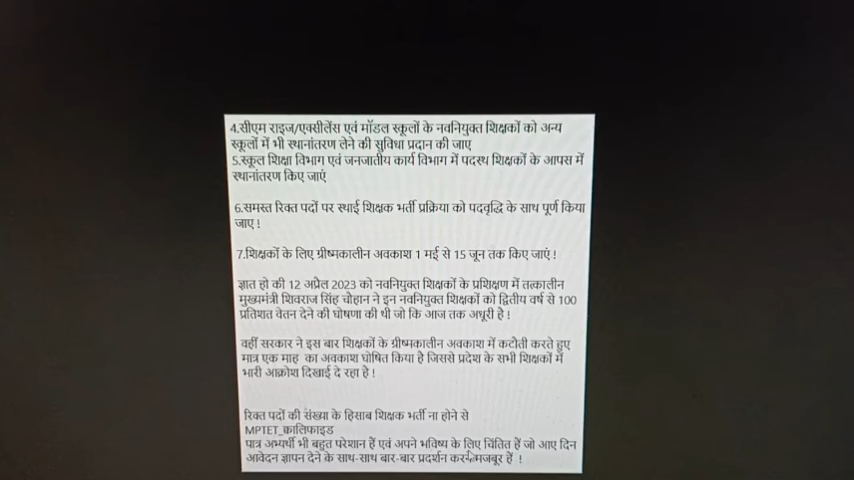 4.सीएम राइज/एक्सीलेंस एवं मॉडल स्कूलों के नवनियुक्त शिक्षकों को अन्य
स्कूलों में भी स्थानांतरण लेने की सुविधा प्रदान की जाए
5.स्कूल शिक्षा विभाग एवं जनजातीय कार्य विभाग में पदस्थ शिक्षकों के आपस में
स्थानांतरण किए जाएं
6.समस्त रिक्त पदों पर स्थाई शिक्षक भर्ती प्रक्रिया को पदवृद्धि के साथ पूर्ण किया
जाए !
7.शिक्षकों के लिए ग्रीष्मकालीन अवकाश 1 मई से 15 जून तक किए जाएं !
ज्ञात हो की 12 अप्रैल 2023 को नवनियुक्त शिक्षकों के प्रशिक्षण में तत्कालीन
मुख्यमंत्री शिवराज सिंह चौहान ने इन नवनियुक्त शिक्षकों को द्वितीय वर्ष से 100
प्रतिशत वेतन देने की घोषणा की थी जो कि आज तक अधूरी है !
वहीं सरकार ने इस बार शिक्षकों के ग्रीष्मकालीन अवकाश में कटौती करते हुए
मात्र एक माह का अवकाश घोषित किया है जिससे प्रदेश के सभी शिक्षकों में
भारी आक्रोश दिखाई दे रहा है !
रिक्त पदों की संख्या के हिसाब शिक्षक भर्ती ना होने से
MPTET_क़ालिफाइड
पात्र अभ्यर्थी भी बहुत परेशान हैं एवं अपने भविष्य के लिए चिंतित हैं जो आए दिन
आवेदन ज्ञापन देने के साथ-साथ बार-बार प्रदर्शन करने मजबूर हैं !